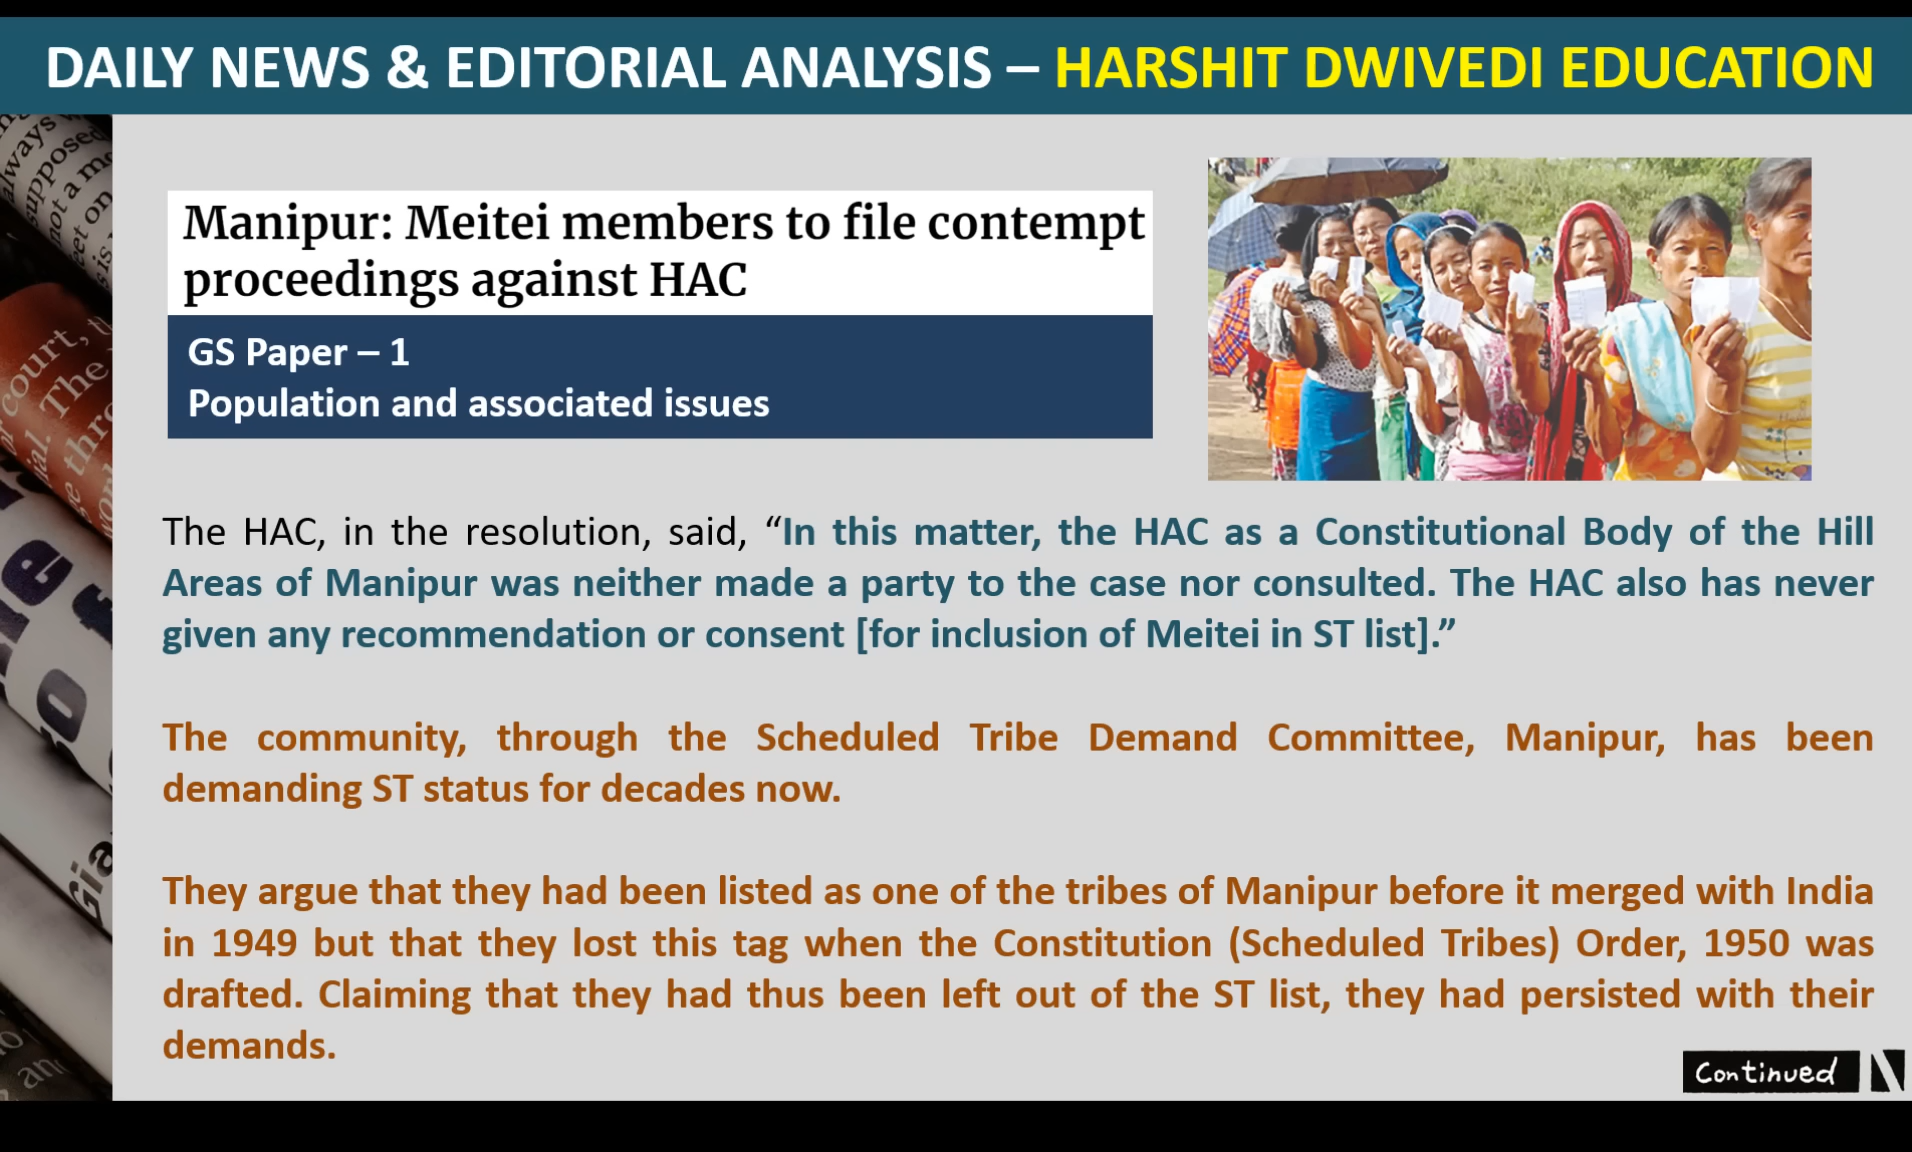 DAILY NEWS & EDITORIAL ANALYSIS – HARSHIT DWIVEDI EDUCATION
Manipur: Meitei members to file contempt
proceedings against HAC
GS Paper – 1
Population and associated issues
The HAC, in the resolution, said, “In this matter, the HAC as a Constitutional Body of the Hill
Areas of Manipur was neither made a party to the case nor consulted. The HAC also has never
given any recommendation or consent [for inclusion of Meitei in ST list].”
The community, through the Scheduled Tribe Demand Committee, Manipur, has been
demanding ST status for decades now.
They argue that they had been listed as one of the tribes of Manipur before it merged with India
in 1949 but that they lost this tag when the Constitution (Scheduled Tribes) Order, 1950 was
drafted. Claiming that they had thus been left out of the ST list, they had persisted with their
demands.
Continued
always
supposed
not a
court,
The